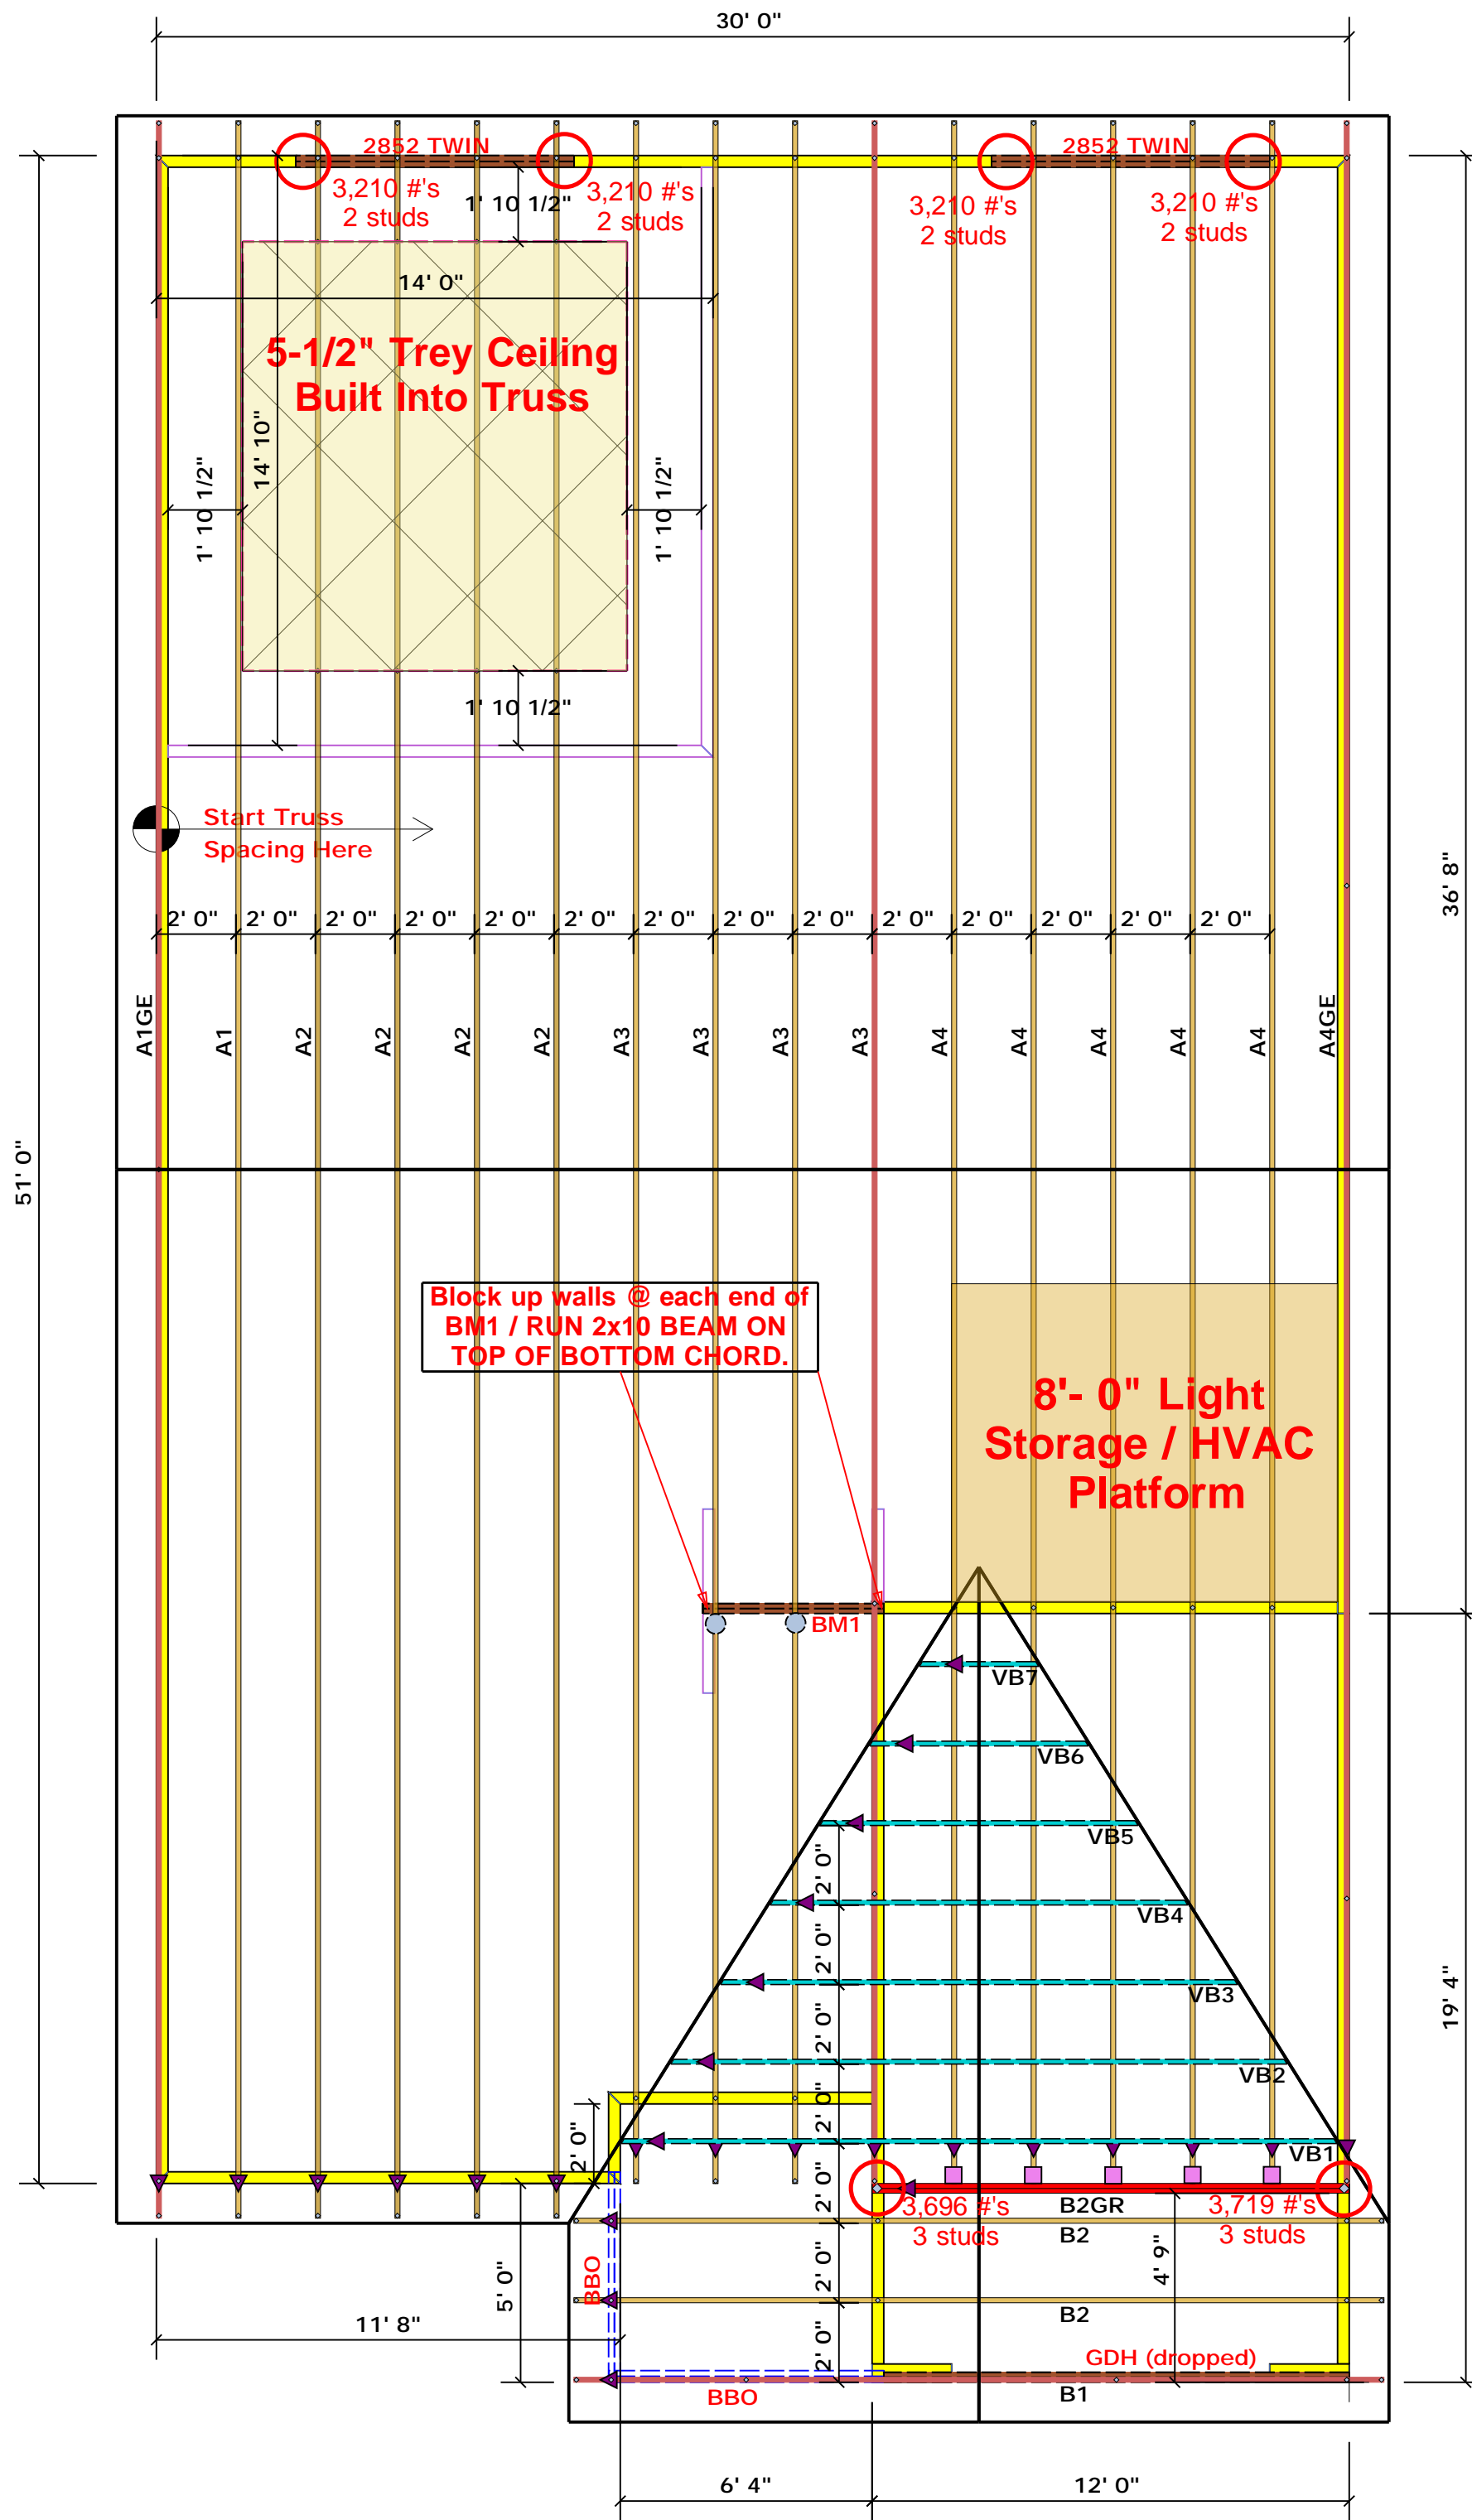 30' 0"
2852 TWIN
2852 TWIN
3,210 #'s
2 studs
3,210 #'s
2 studs
3,210 #'s
2 studs
3,210 #'s
2 studs
1' 10 1/2"
14' 0"
5-1/2" Trey Ceiling
Built Into Truss
14' 10"
1' 10 1/2"
1' 10 1/2"
1' 10 1/2"
Start Truss
Spacing Here
36' 8"
2' 0"
2' 0"
2' 0"
2' 0"
2' 0"
2' 0"
2' 0"
2' 0"
2' 0"
2' 0"
2' 0"
2' 0"
2' 0"
2' 0"
A1GE
A1
A2
A2
A2
A2
A3
A3
A3
A3
A4
A4
A4
A4
A4
A4GE
51' 0"
Block up walls @ each end of
BM1 / RUN 2x10 BEAM ON
TOP OF BOTTOM CHORD.
8'- 0" Light
Storage / HVAC
Platform
BM1
VB7
VB6
VB5
2' 0"
VB4
2' 0"
VB3
19' 4"
2' 0"
VB2
2' 0"
VB1
2' 0"
2' 0"
3,696 #'s
3 studs
B2GR
3,719 #'s
3 studs
B2
BBO
5' 0"
2' 0"
4' 9"
B2
11' 8"
2' 0"
GDH (dropped)
BBO
B1
6' 4"
12' 0"